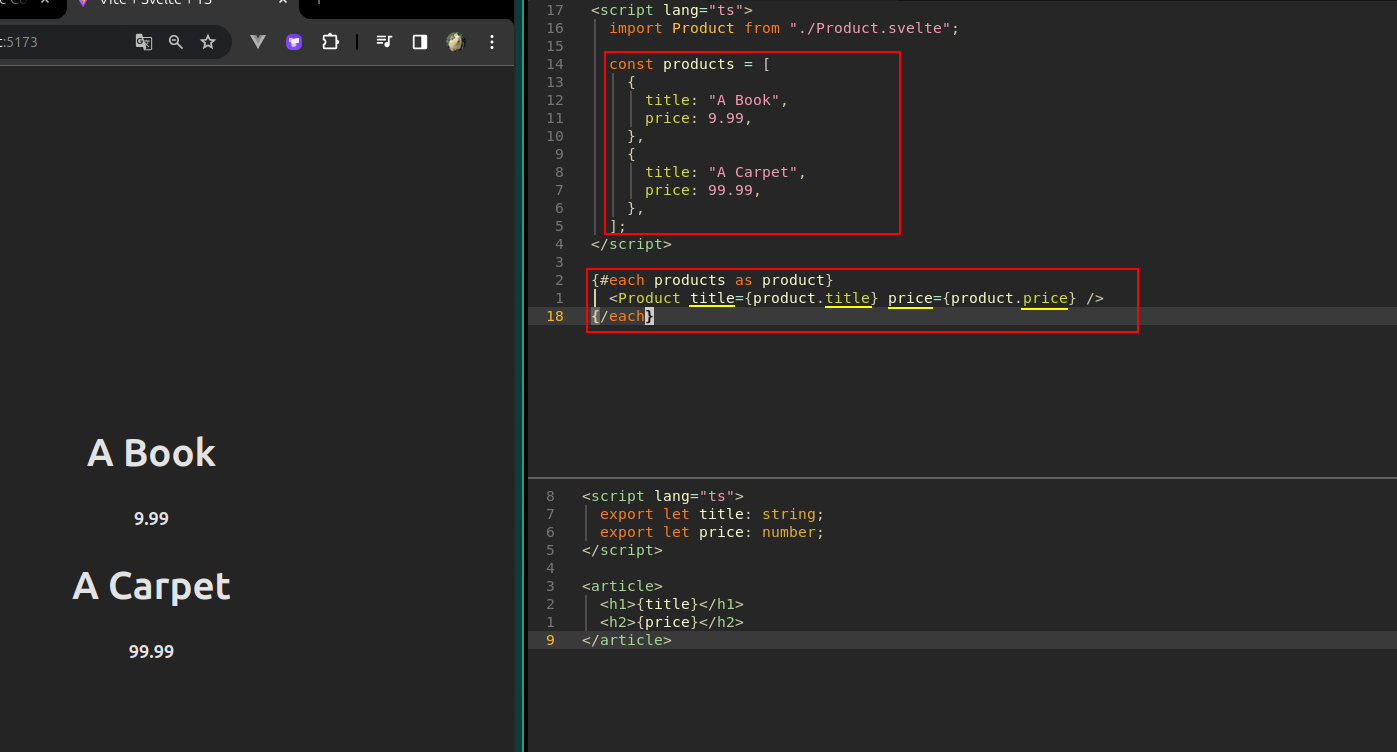 Vite + Svelte + TS
:5173
A Book
9.99
A Carpet
99.99
17 <script lang="ts">
16 import Product from "./Product.svelte";
15
14 const products = [
13 {
12 title: "A Book",
11 price: 9.99,
10 },
9 {
8 title: "A Carpet",
7 price: 99.99,
6 },
5 ];
4 </script>
3
2 {#each products as product}
1 <Product title={product.title} price={product.price} />
18 {/each}
8 <script lang="ts">
7 export let title: string;
6 export let price: number;
5 </script>
4
3 <article>
2 <h1>{title}</h1>
1 <h2>{price}</h2>
9 </article>